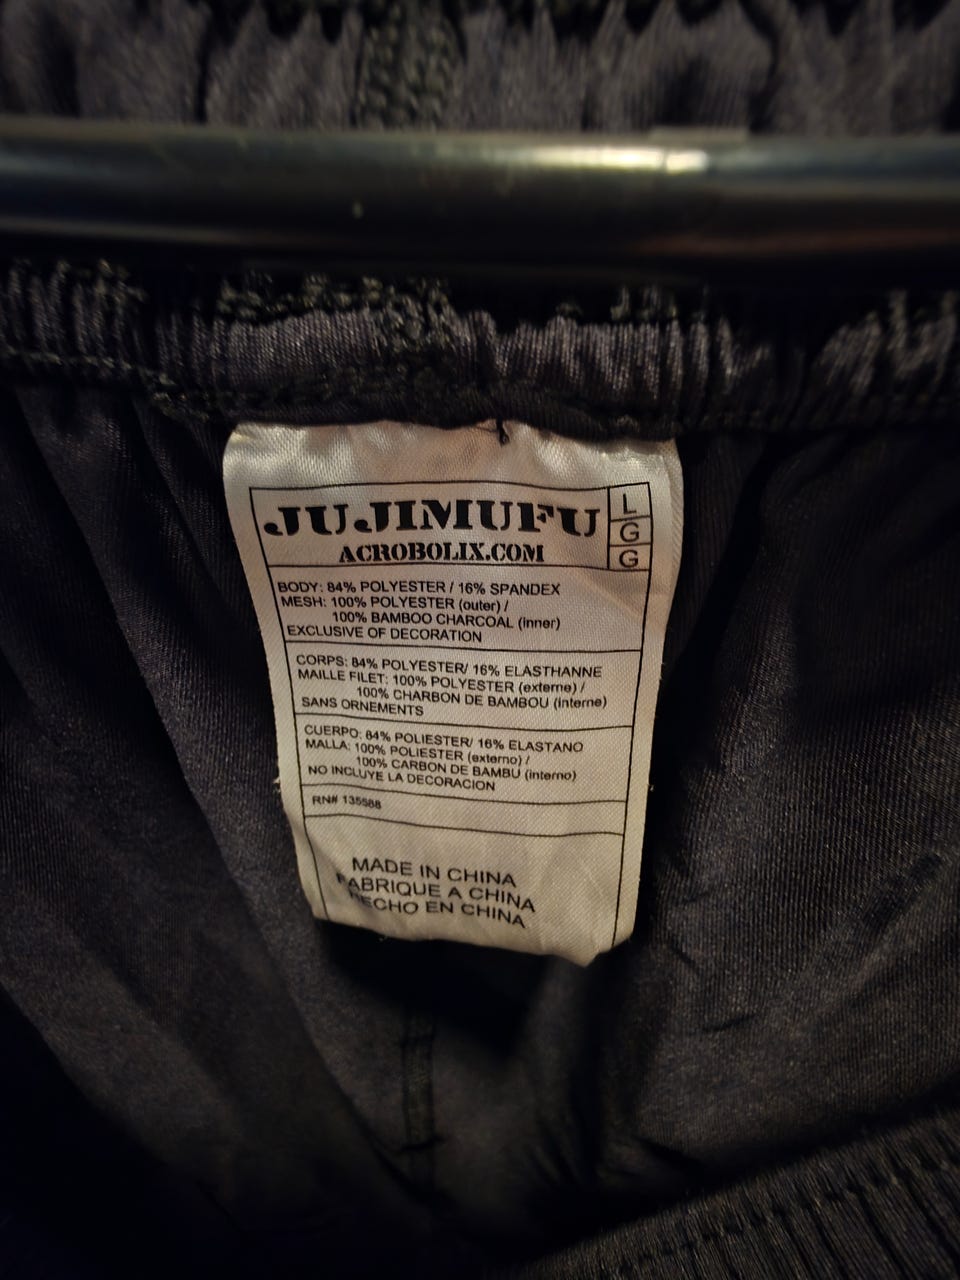 JUJIMUFU
ACROBOLIX.COM
L
G
G
BODY: 84% POLYESTER / 16% SPANDEX
MESH: 100% POLYESTER (outer) /
100% BAMBOO CHARCOAL (inner)
EXCLUSIVE OF DECORATION
CORPS: 84% POLYESTER/ 16% ELASTHANNE
MAILLE FILET: 100% POLYESTER (externe) /
100% CHARBON DE BAMBOU (interne)
SANS ORNEMENTS
CUERPO: 84% POLIESTER/ 16% ELASTANO
MALLA: 100% POLIESTER (externo) /
100% CARBON DE BAMBU (interno)
NO INCLUYE LA DECORACION
RN# 135588
MADE IN CHINA
FABRIQUE A CHINA
HECHO EN CHINA